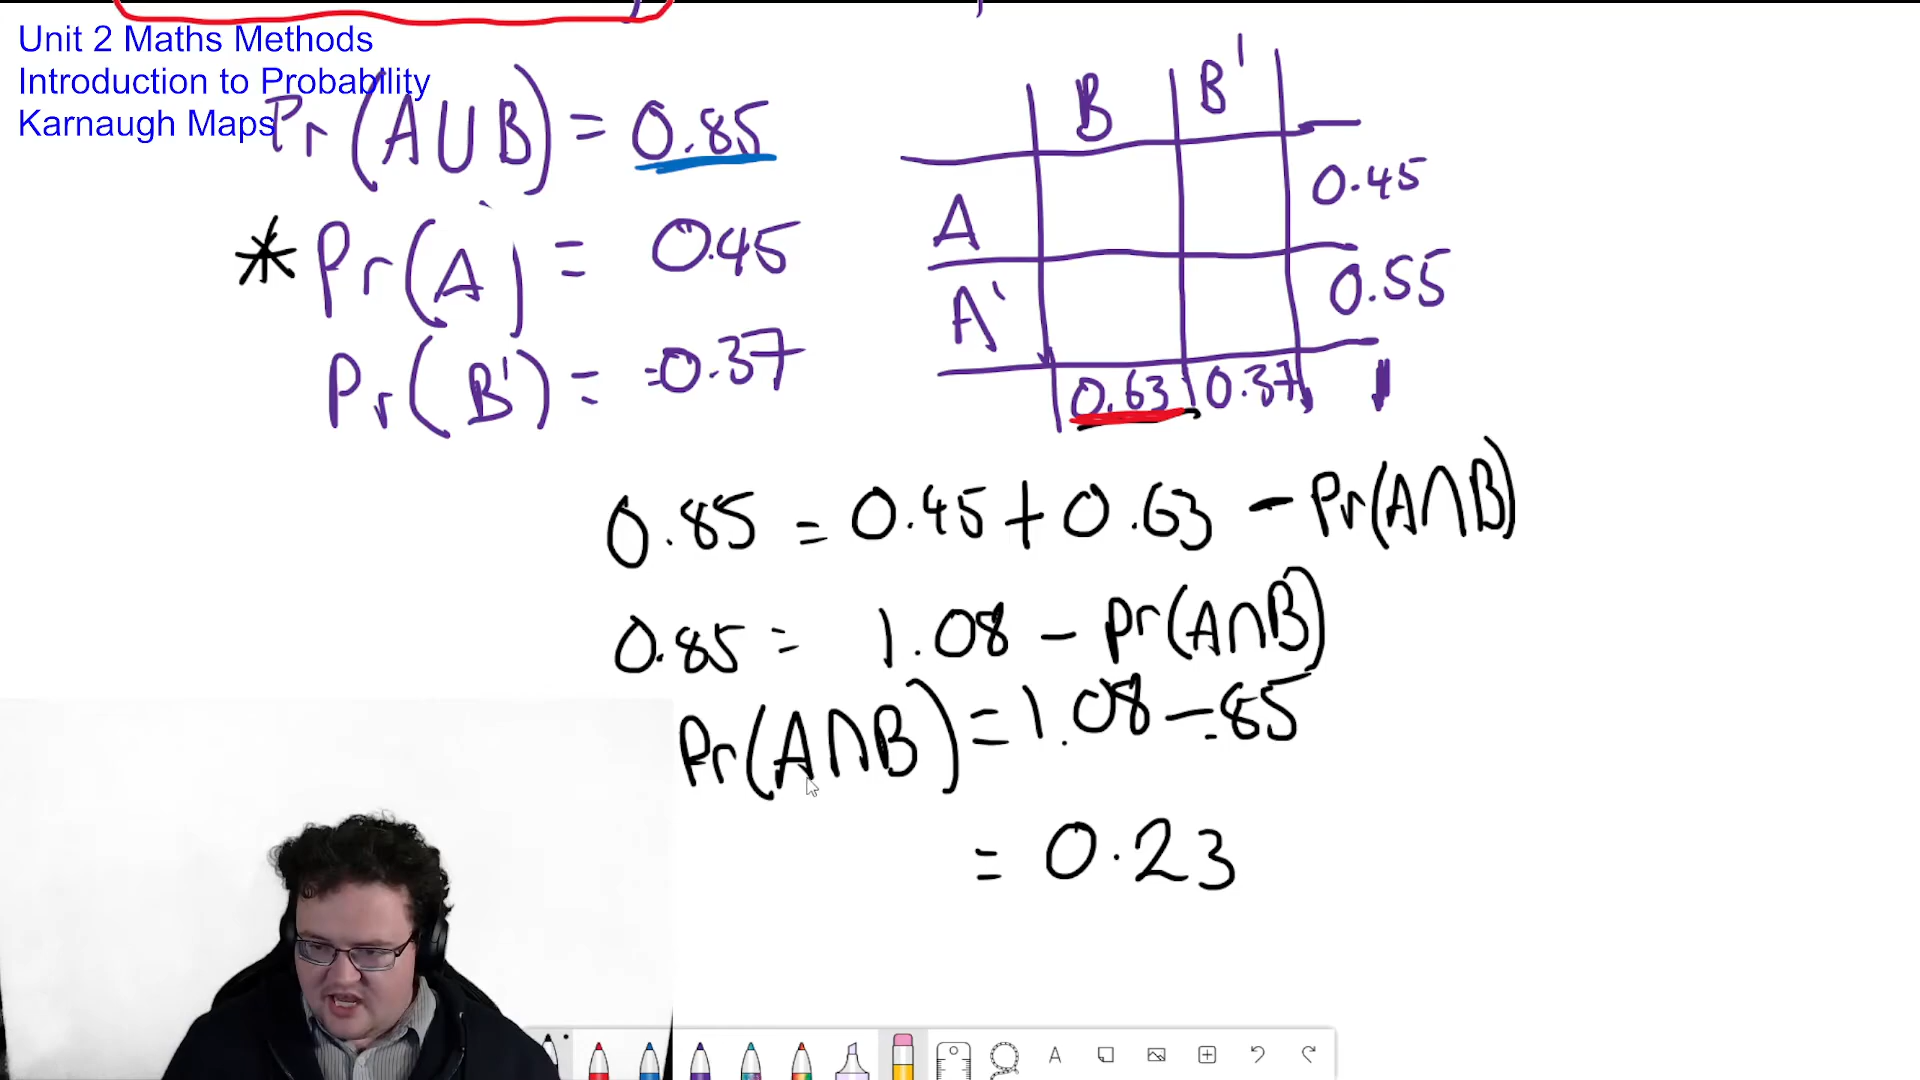 Unit 2 Maths Methods
Introduction to Probability
Karnaugh Maps
Pr(A∪B) = 0.85
* Pr(A) = 0.45
Pr(B') = 0.37
B B'
A 0.45
A' 0.55
0.63 0.37 1
0.85 = 0.45 + 0.63 - Pr(A∩B)
0.85 = 1.08 - Pr(A∩B)
Pr(A∩B) = 1.08 - .85
= 0.23
A